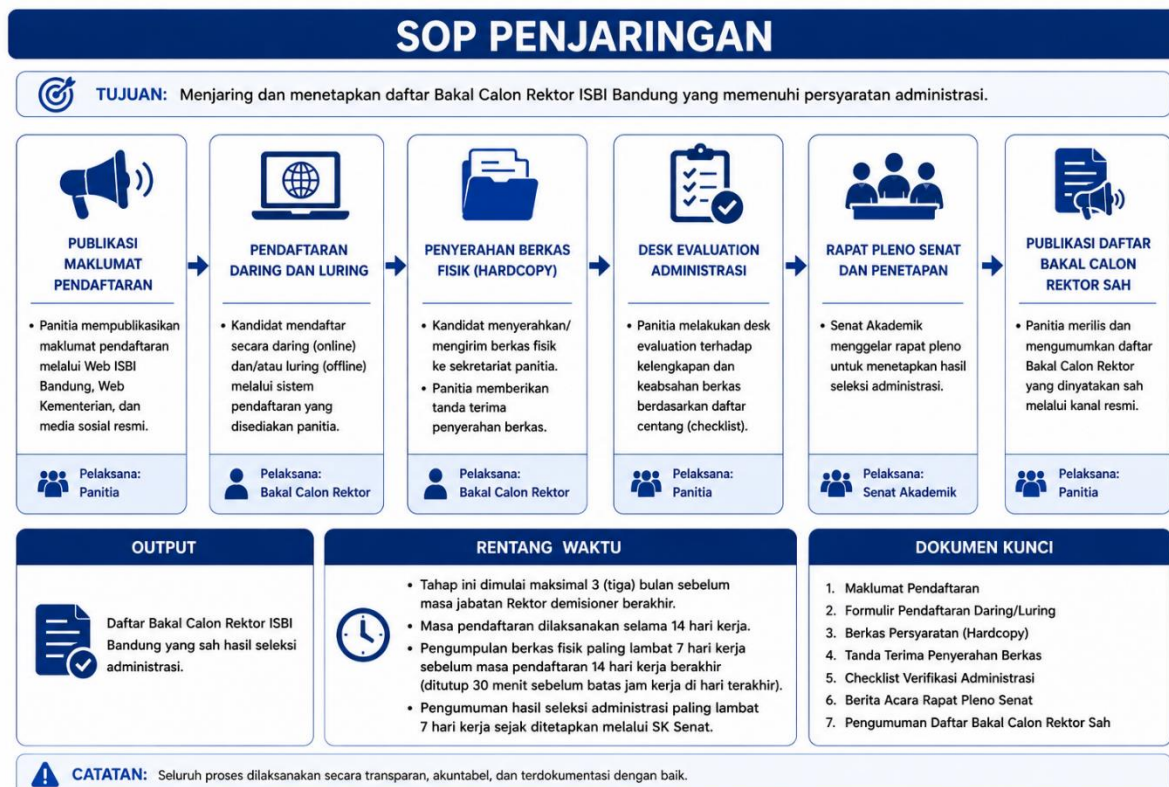 SOP PENJARINGAN
TUJUAN: Menjaring dan menetapkan daftar Bakal Calon Rektor ISBI Bandung yang memenuhi persyaratan administrasi.
PUBLIKASI
MAKLUMAT
PENDAFTARAN
• Panitia mempublikasikan
maklumat pendaftaran
melalui Web ISBI
Bandung, Web
Kementerian, dan
media sosial resmi.
Pelaksana:
Panitia
PENDAFTARAN
DARING DAN LURING
• Kandidat mendaftar
secara daring (online)
dan/atau luring (offline)
melalui sistem
pendaftaran yang
disediakan panitia.
Pelaksana:
Bakal Calon Rektor
PENYERAHAN BERKAS
FISIK (HARDCOPY)
• Kandidat menyerahkan/
mengirim berkas fisik
ke sekretariat panitia.
• Panitia memberikan
tanda terima
penyerahan berkas.
Pelaksana:
Bakal Calon Rektor
DESK EVALUATION
ADMINISTRASI
• Panitia melakukan desk
evaluation terhadap
kelengkapan dan
keabsahan berkas
berdasarkan daftar
centang (checklist).
Pelaksana:
Panitia
RAPAT PLENO SENAT
DAN PENETAPAN
• Senat Akademik
menggelar rapat pleno
untuk menetapkan hasil
seleksi administrasi.
Pelaksana:
Senat Akademik
PUBLIKASI DAFTAR
BAKAL CALON
REKTOR SAH
• Panitia merilis dan
mengumumkan daftar
Bakal Calon Rektor
yang dinyatakan sah
melalui kanal resmi.
Pelaksana:
Panitia
OUTPUT
Daftar Bakal Calon Rektor ISBI
Bandung yang sah hasil seleksi
administrasi.
RENTANG WAKTU
• Tahap ini dimulai maksimal 3 (tiga) bulan sebelum
masa jabatan Rektor demisioner berakhir.
• Masa pendaftaran dilaksanakan selama 14 hari kerja.
• Pengumpulan berkas fisik paling lambat 7 hari kerja
sebelum masa pendaftaran 14 hari kerja berakhir
(ditutup 30 menit sebelum batas jam kerja di hari terakhir).
• Pengumuman hasil seleksi administrasi paling lambat
7 hari kerja sejak ditetapkan melalui SK Senat.
DOKUMEN KUNCI
1. Maklumat Pendaftaran
2. Formulir Pendaftaran Daring/Luring
3. Berkas Persyaratan (Hardcopy)
4. Tanda Terima Penyerahan Berkas
5. Checklist Verifikasi Administrasi
6. Berita Acara Rapat Pleno Senat
7. Pengumuman Daftar Bakal Calon Rektor Sah
CATATAN: Seluruh proses dilaksanakan secara transparan, akuntabel, dan terdokumentasi dengan baik.